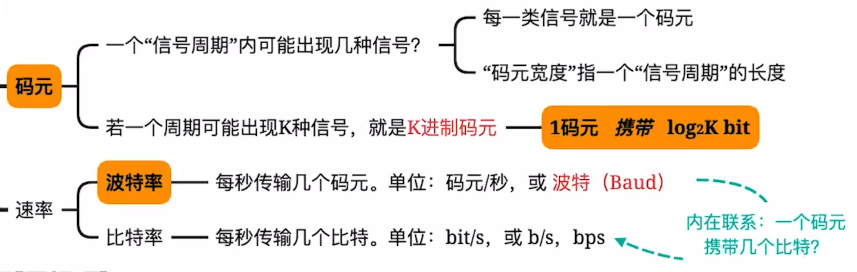 每一类信号就是一个码元
一个“信号周期”内可能出现几种信号？
“码元宽度”指一个“信号周期”的长度
码元
若一个周期可能出现K种信号，就是K进制码元
1码元 携带 log₂K bit
波特率
每秒传输几个码元。单位：码元/秒，或 波特（Baud）
速率
内在联系：一个码元
携带几个比特？
比特率
每秒传输几个比特。单位：bit/s，或 b/s，bps